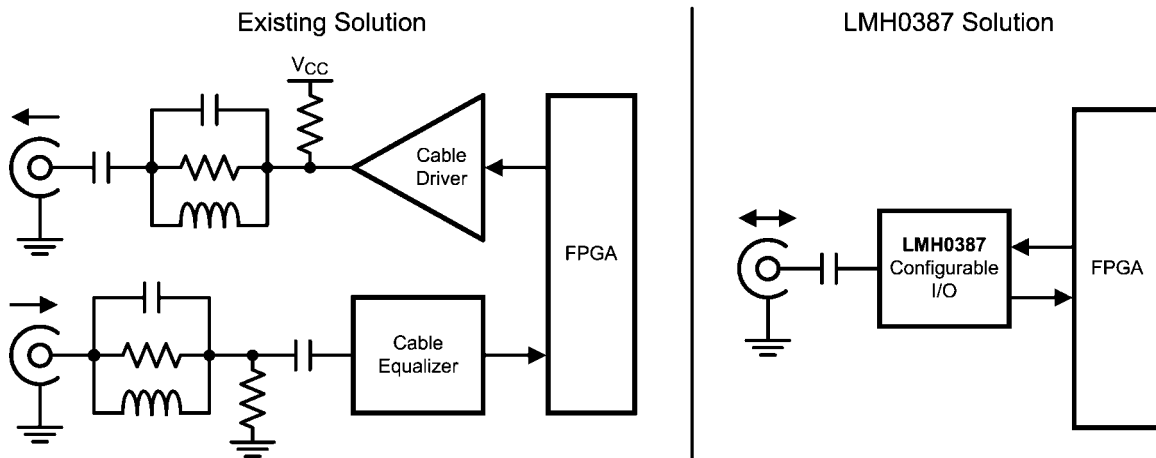 Existing Solution
LMH0387 Solution
VCC
Cable
Driver
FPGA
Cable
Equalizer
LMH0387
Configurable
I/O
FPGA